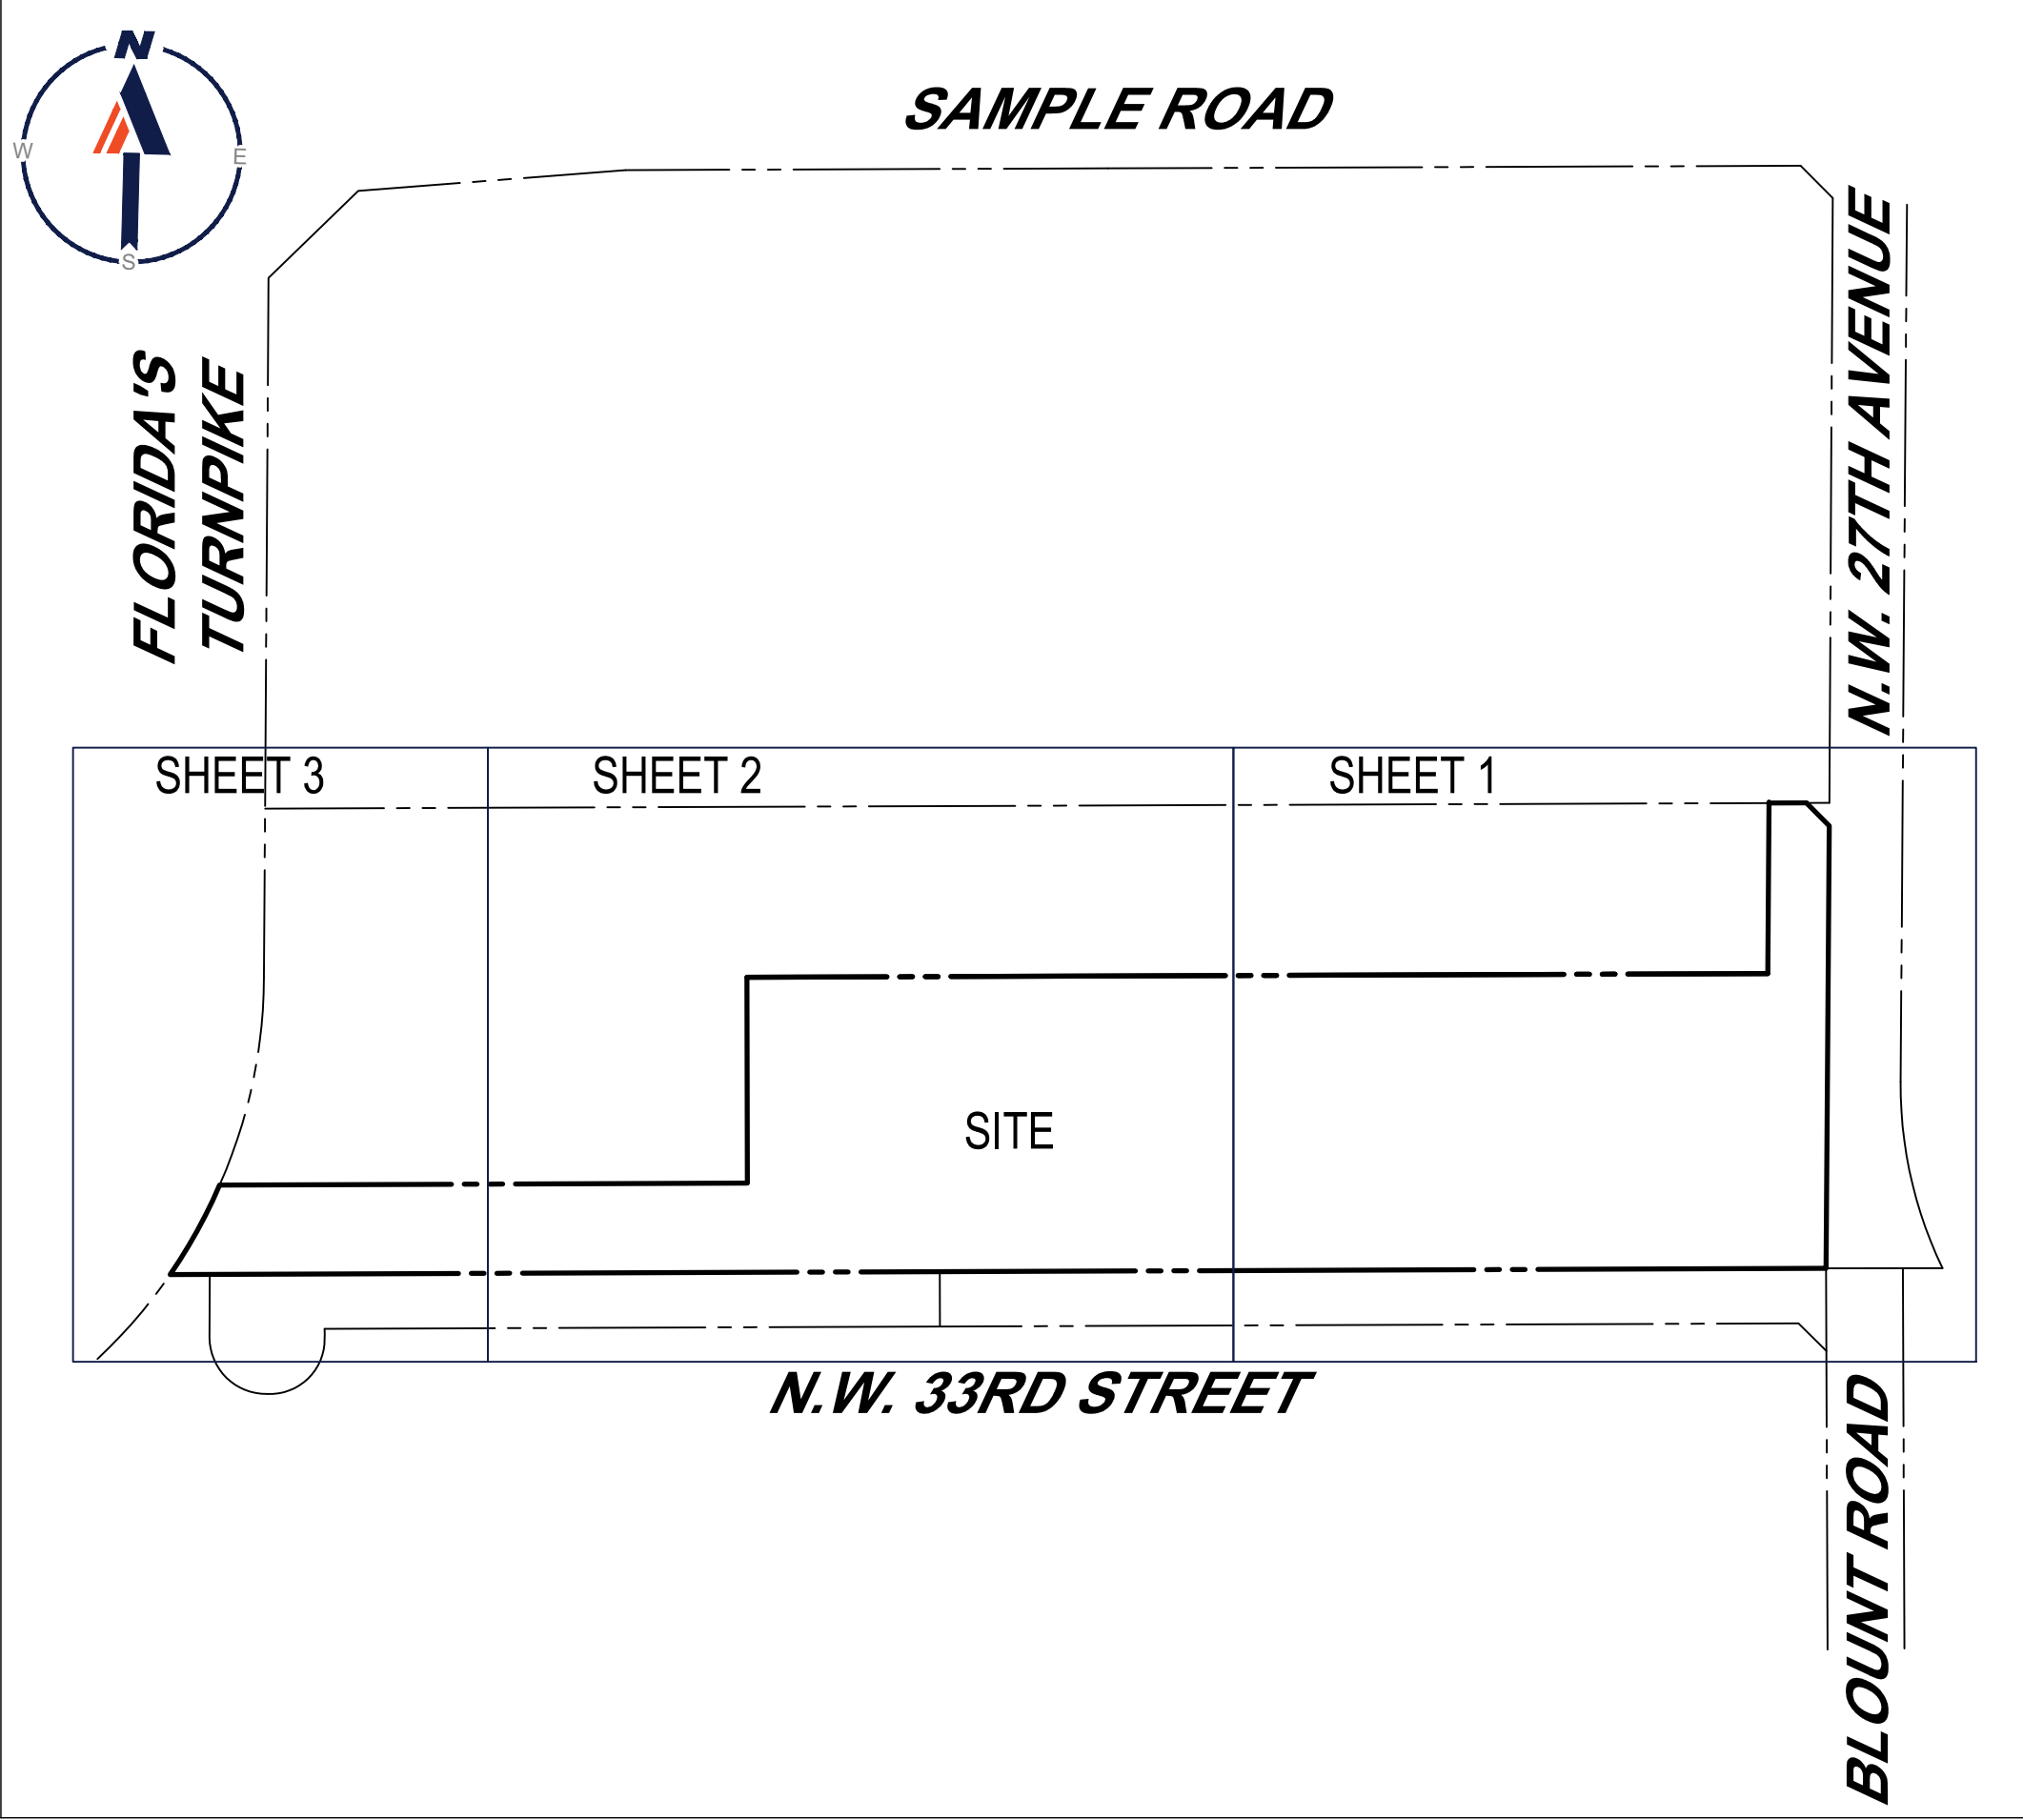 N
W
E
S
SAMPLE ROAD
FLORIDA'S
TURNPIKE
N.W. 27TH AVENUE
SHEET 3
SHEET 2
SHEET 1
SITE
N.W. 33RD STREET
BLOUNT ROAD